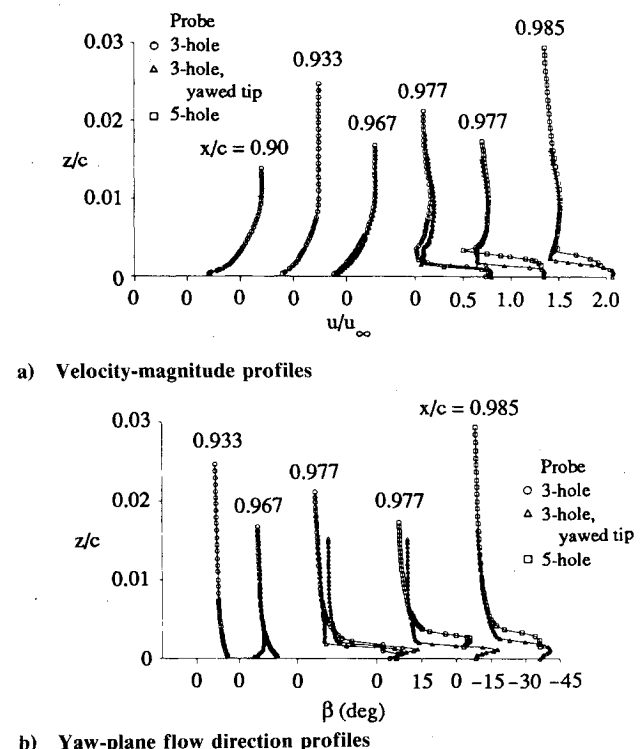 Probe
○ 3-hole
△ 3-hole,
yawed tip
□ 5-hole
0.03
0.02
0.01
0
z/c
x/c = 0.90
0.933
0.967
0.977
0.977
0.985
0 0 0 0 0 0 0.5 1.0 1.5 2.0
u/u∞
a) Velocity-magnitude profiles
x/c = 0.985
0.03
0.02
0.01
0
z/c
0.933
0.967
0.977
0.977
Probe
○ 3-hole
△ 3-hole,
yawed tip
□ 5-hole
0 0 0 0 15 0 -15 -30 -45
β (deg)
b) Yaw-plane flow direction profiles